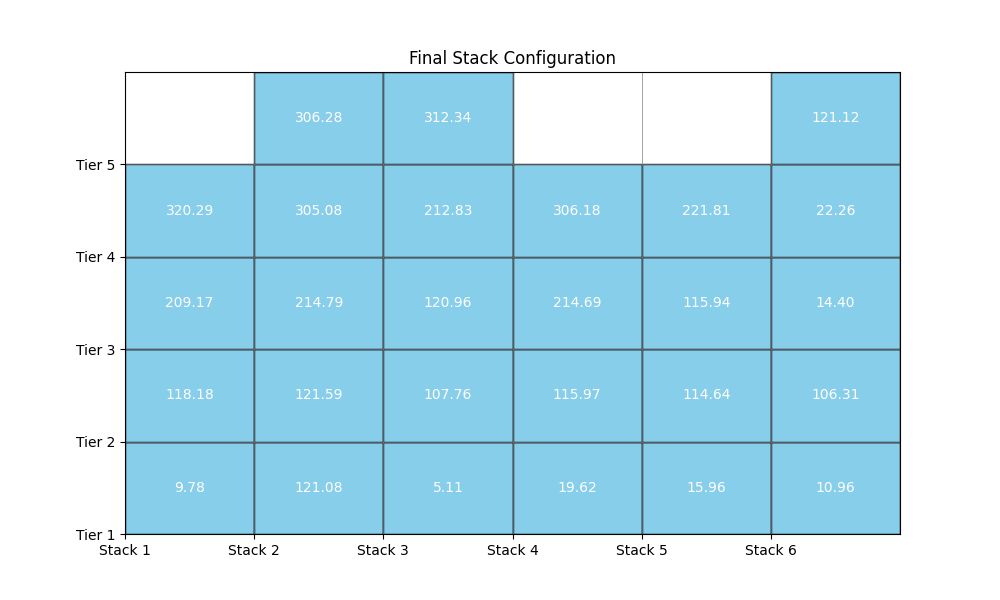 Final Stack Configuration
306.28 312.34 121.12
Tier 5
320.29 305.08 212.83 306.18 221.81 22.26
Tier 4
209.17 214.79 120.96 214.69 115.94 14.40
Tier 3
118.18 121.59 107.76 115.97 114.64 106.31
Tier 2
9.78 121.08 5.11 19.62 15.96 10.96
Tier 1
Stack 1 Stack 2 Stack 3 Stack 4 Stack 5 Stack 6